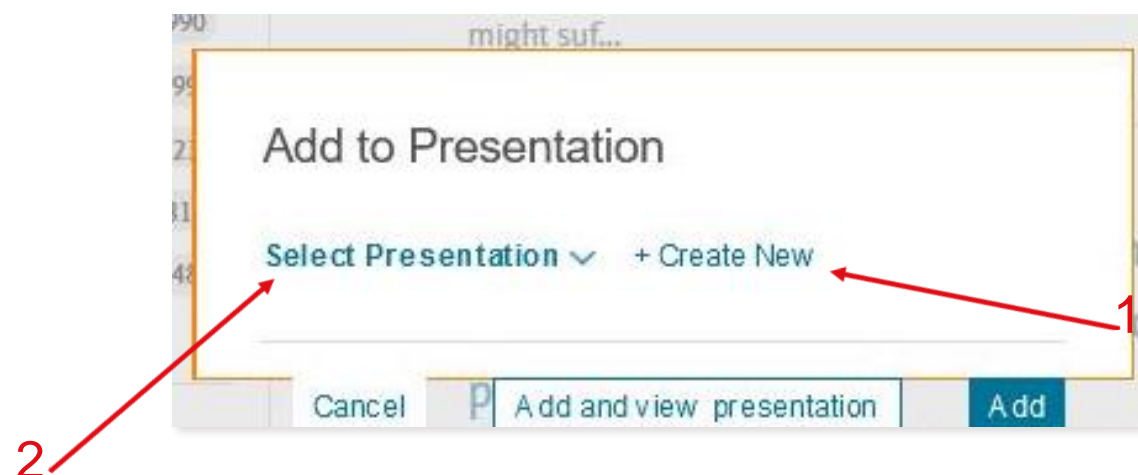 990
might suf...
Add to Presentation
Select Presentation + Create New
1
Cancel Add and view presentation Add
2